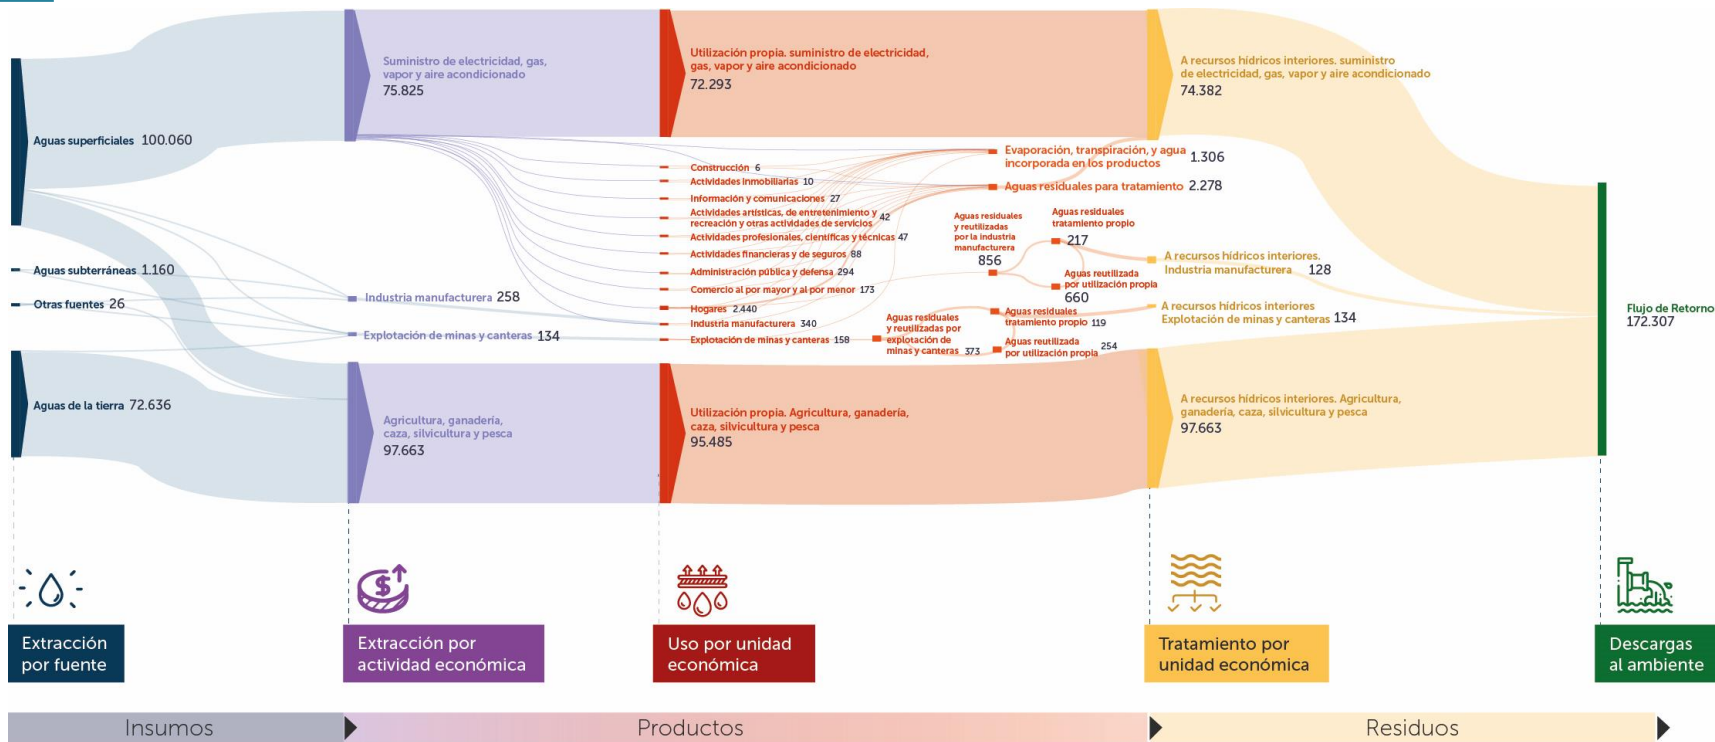 Aguas superficiales 100.060
Aguas subterráneas 1.160
Otras fuentes 26
Aguas de la tierra 72.636
Suministro de electricidad, gas,
vapor y aire acondicionado
75.825
Industria manufacturera 258
Explotación de minas y canteras 134
Agricultura, ganadería,
caza, silvicultura y pesca
97.663
Utilización propia. suministro de electricidad,
gas, vapor y aire acondicionado
72.293
Construcción 6
Actividades inmobiliarias 10
Información y comunicaciones 27
Actividades artísticas, de entretenimiento y
recreación y otras actividades de servicios 42
Actividades profesionales, científicas y técnicas 47
Actividades financieras y de seguros 88
Administración pública y defensa 294
Comercio al por mayor y al por menor 173
Hogares 2.440
Industria manufacturera 340
Explotación de minas y canteras 158
Utilización propia. Agricultura, ganadería,
caza, silvicultura y pesca
95.485
Evaporación, transpiración, y agua
incorporada en los productos 1.306
Aguas residuales para tratamiento 2.278
Aguas residuales
y reutilizadas
por la industria
manufacturera
856
Aguas residuales
tratamiento propio
217
Aguas reutilizada
por utilización propia
660
Aguas residuales
y reutilizadas por
explotación de
minas y canteras 373
Aguas residuales
tratamiento propio 119
Aguas reutilizada
por utilización propia 254
A recursos hídricos interiores. suministro
de electricidad, gas, vapor y aire acondicionado
74.382
A recursos hídricos interiores.
Industria manufacturera 128
A recursos hídricos interiores
Explotación de minas y canteras 134
A recursos hídricos interiores. Agricultura,
ganadería, caza, silvicultura y pesca
97.663
Flujo de Retorno
172.307
Extracción
por fuente
Extracción por
actividad económica
Uso por unidad
económica
Tratamiento por
unidad económica
Descargas
al ambiente
Insumos
Productos
Residuos